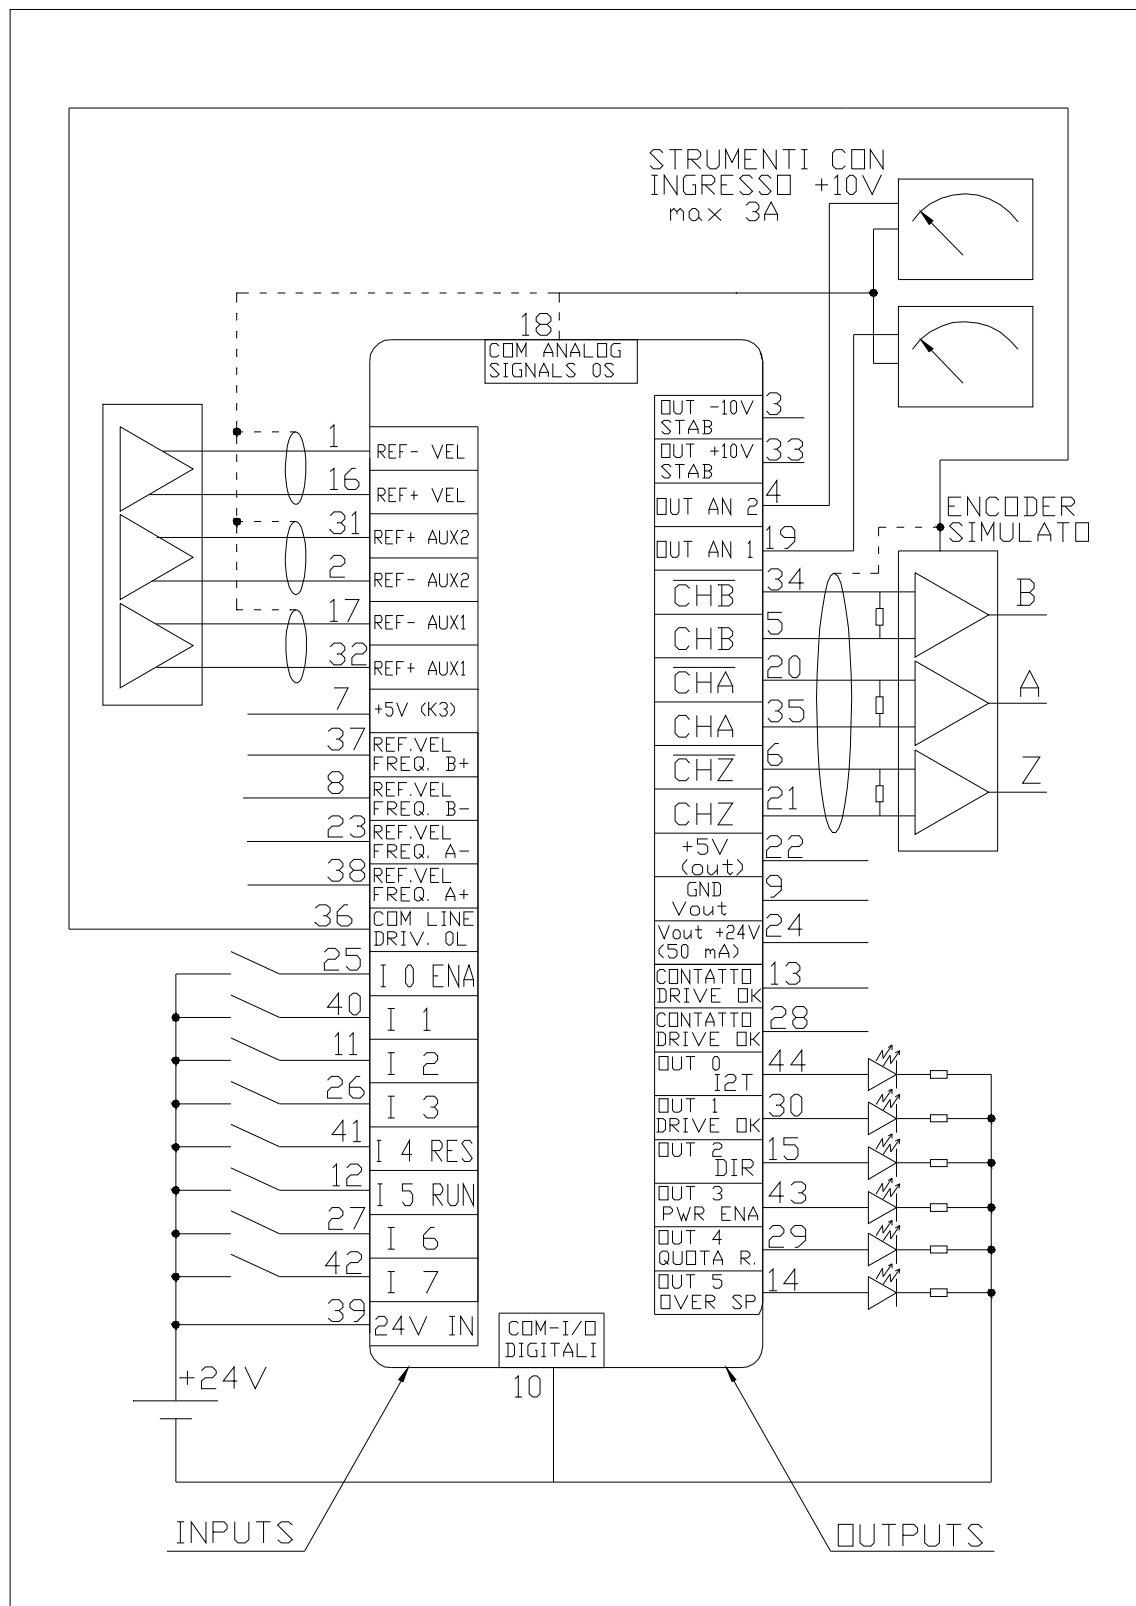 STRUMENTI CON
INGRESSO +10V
max 3A
18
COM ANALOG
SIGNALS 0S
1
REF- VEL
16
REF+ VEL
31
REF+ AUX2
2
REF- AUX2
17
REF- AUX1
32
REF+ AUX1
7
+5V (K3)
37
REF.VEL
FREQ. B+
8
REF.VEL
FREQ. B-
23
REF.VEL
FREQ. A-
38
REF.VEL
FREQ. A+
36
COM LINE
DRIV. 0L
25
I 0 ENA
40
I 1
11
I 2
26
I 3
41
I 4 RES
12
I 5 RUN
27
I 6
42
I 7
39
24V IN
+24V
OUT -10V
STAB
3
OUT +10V
STAB
33
OUT AN 2
4
OUT AN 1
19
ENCODER
SIMULATO
C̅H̅B̅
34
B
CHB
5
C̅H̅A̅
20
A
CHA
35
C̅H̅Z̅
6
Z
CHZ
21
+5V
(out)
22
GND
Vout
9
Vout +24V
(50 mA)
24
CONTATTO
DRIVE OK
13
CONTATTO
DRIVE OK
28
OUT 0
I2T
44
OUT 1
DRIVE OK
30
OUT 2
DIR
15
OUT 3
PWR ENA
43
OUT 4
QUOTA R.
29
OUT 5
OVER SP
14
COM-I/O
DIGITALI
10
INPUTS
OUTPUTS